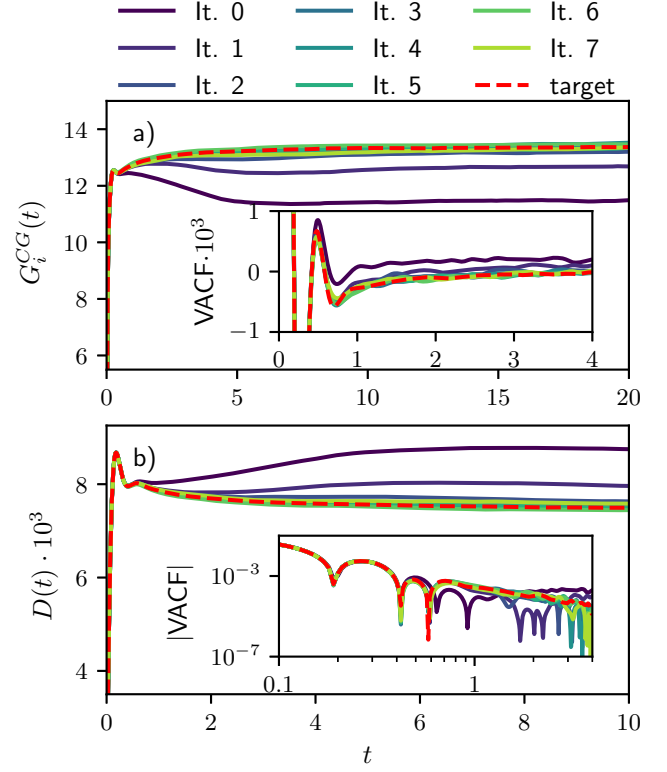 It. 0 It. 3 It. 6
It. 1 It. 4 It. 7
It. 2 It. 5 target
a)
14
12
10
8
6
G_i^{CG}(t)
0 5 10 15 20
VACF·10^3
1
0
−1
0 1 2 3 4
b)
8
6
4
D(t) · 10^3
|VACF|
10^{−3}
10^{−7}
0.1 1
0 2 4 6 8 10
t